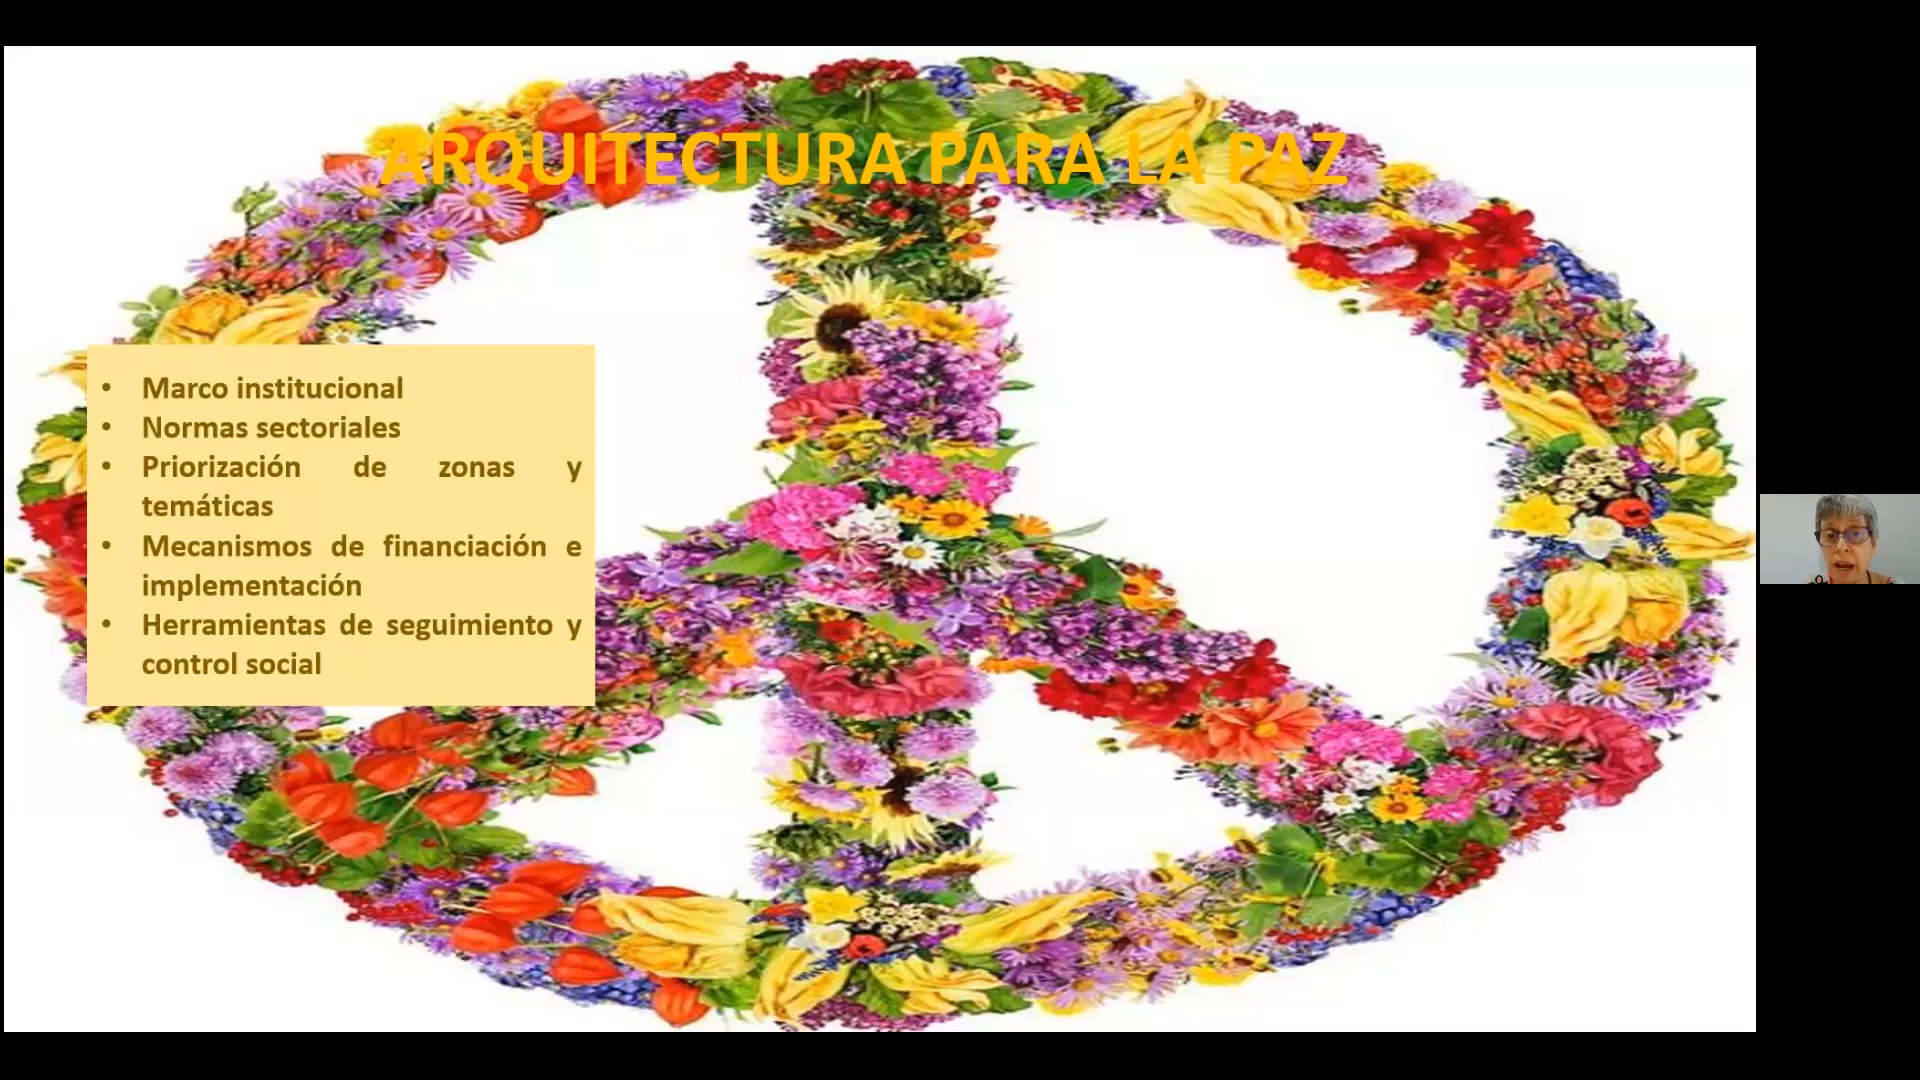 ARQUITECTURA PARA LA PAZ
• Marco institucional
• Normas sectoriales
• Priorización de zonas y
temáticas
• Mecanismos de financiación e
implementación
• Herramientas de seguimiento y
control social